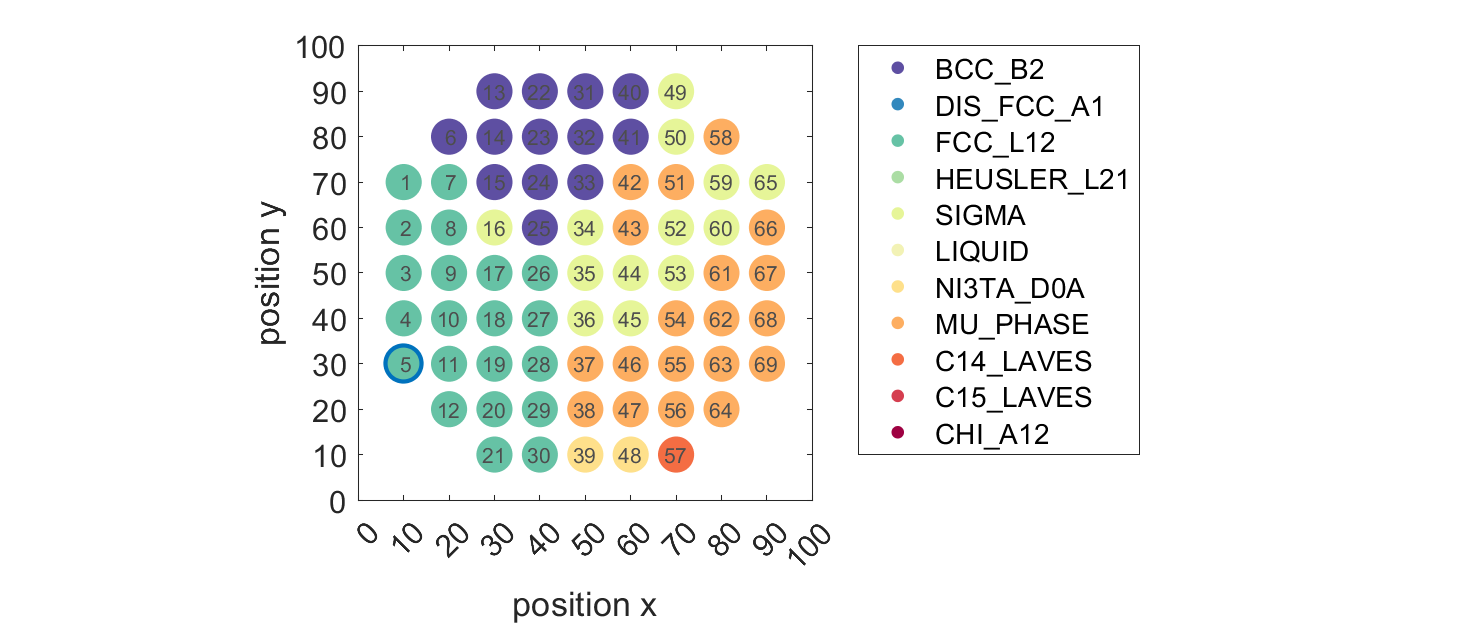 100
90 13 22 31 40 49
80 6 14 23 32 41 50 58
70 1 7 15 24 33 42 51 59 65
60 2 8 16 25 34 43 52 60 66
50 3 9 17 26 35 44 53 61 67
40 4 10 18 27 36 45 54 62 68
30 5 11 19 28 37 46 55 63 69
20 12 20 29 38 47 56 64
10 21 30 39 48 57
0
position y
0 10 20 30 40 50 60 70 80 90 100
position x
BCC_B2
DIS_FCC_A1
FCC_L12
HEUSLER_L21
SIGMA
LIQUID
NI3TA_D0A
MU_PHASE
C14_LAVES
C15_LAVES
CHI_A12